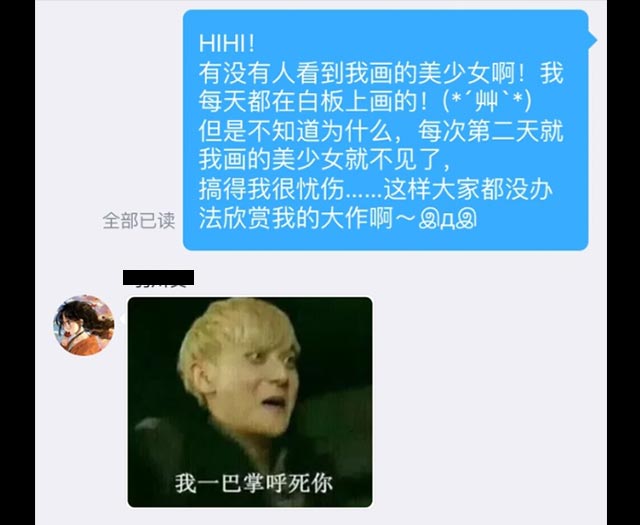 HIHI！
有没有人看到我画的美少女啊！我
每天都在白板上画的！(*´艸`*)
但是不知道为什么，每次第二天就
我画的美少女就不见了，
搞得我很忧伤……这样大家都没办
法欣赏我的大作啊～இдஇ
全部已读
我一巴掌呼死你